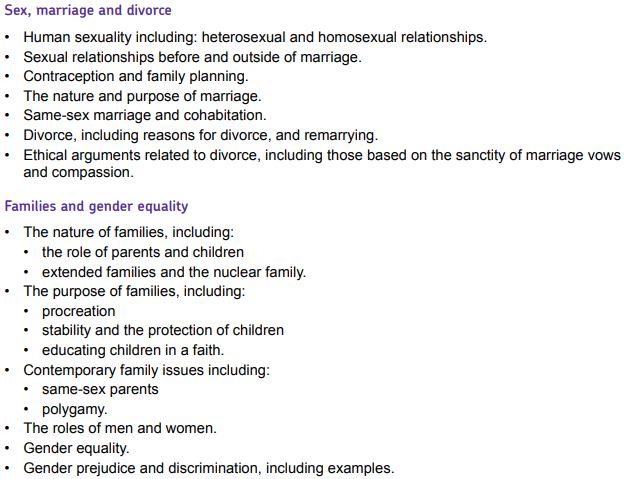 Sex, marriage and divorce
• Human sexuality including: heterosexual and homosexual relationships.
• Sexual relationships before and outside of marriage.
• Contraception and family planning.
• The nature and purpose of marriage.
• Same-sex marriage and cohabitation.
• Divorce, including reasons for divorce, and remarrying.
• Ethical arguments related to divorce, including those based on the sanctity of marriage vows
and compassion.
Families and gender equality
• The nature of families, including:
• the role of parents and children
• extended families and the nuclear family.
• The purpose of families, including:
• procreation
• stability and the protection of children
• educating children in a faith.
• Contemporary family issues including:
• same-sex parents
• polygamy.
• The roles of men and women.
• Gender equality.
• Gender prejudice and discrimination, including examples.